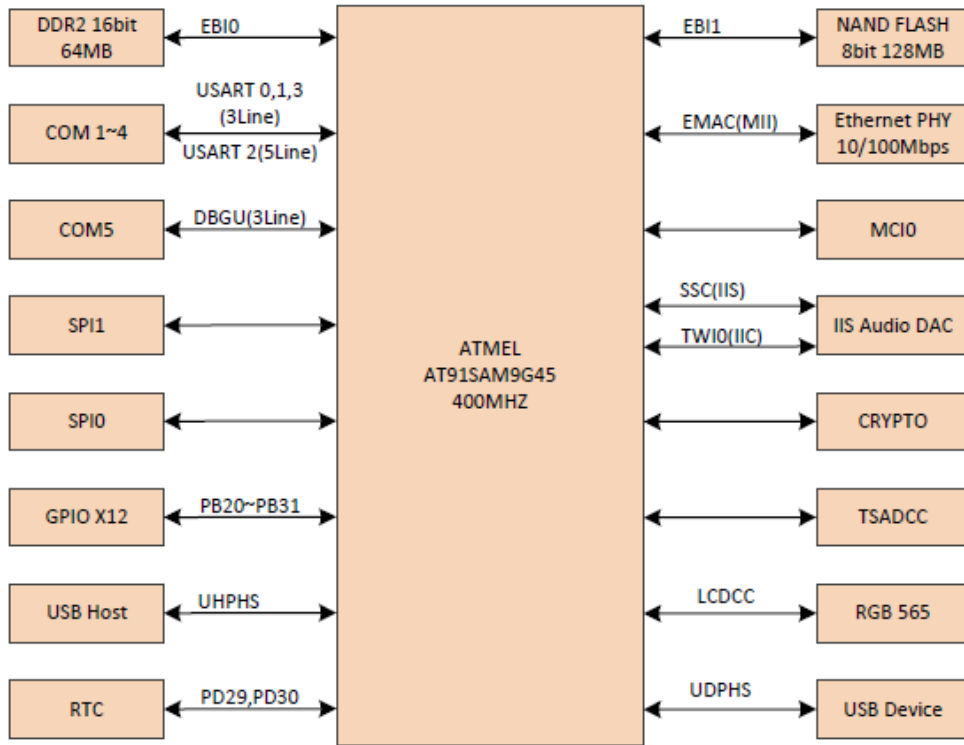 DDR2 16bit
64MB
EBI0
EBI1
NAND FLASH
8bit 128MB
COM 1~4
USART 0,1,3
(3Line)
USART 2(5Line)
EMAC(MII)
Ethernet PHY
10/100Mbps
COM5
DBGU(3Line)
MCI0
SPI1
SSC(IIS)
TWI0(IIC)
IIS Audio DAC
ATMEL
AT91SAM9G45
400MHZ
SPI0
CRYPTO
GPIO X12
PB20~PB31
TSADCC
USB Host
UHPHS
LCDCC
RGB 565
RTC
PD29,PD30
UDPHS
USB Device